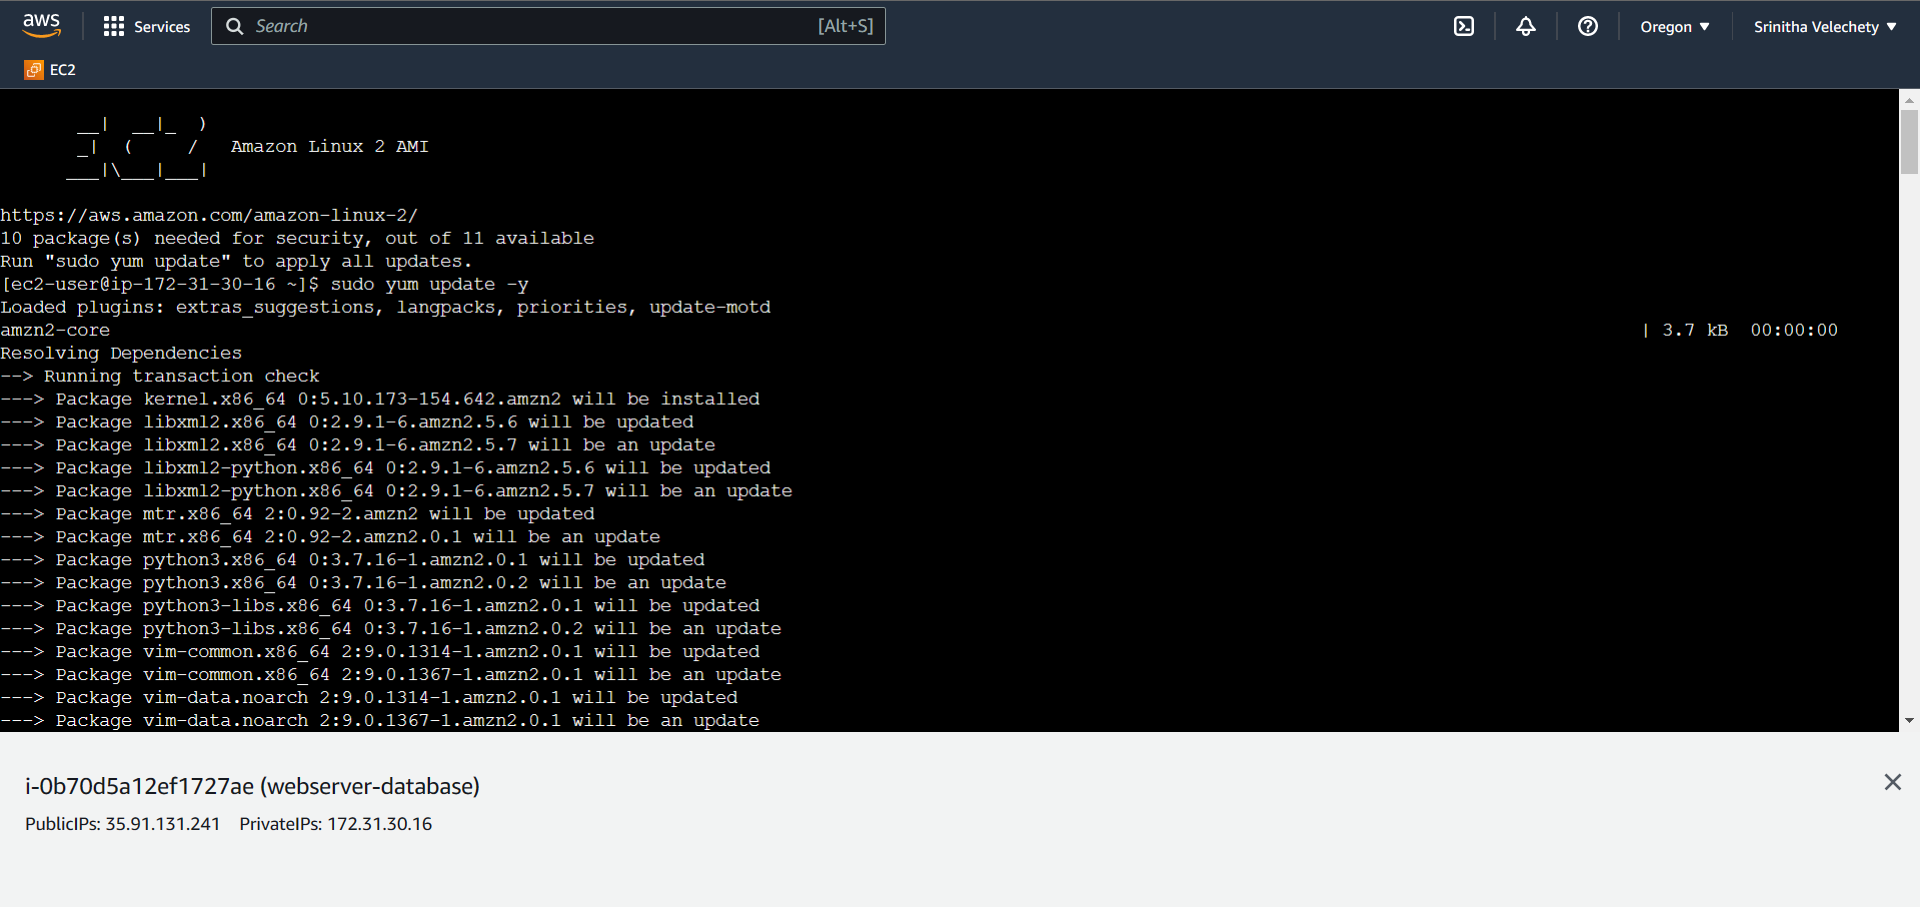 aws Services Search [Alt+S] Oregon ▼ Srinitha Velechety ▼
EC2
   __|  __|_  )
   _|  (     /   Amazon Linux 2 AMI
  ___|\___|___|
https://aws.amazon.com/amazon-linux-2/
10 package(s) needed for security, out of 11 available
Run "sudo yum update" to apply all updates.
[ec2-user@ip-172-31-30-16 ~]$ sudo yum update -y
Loaded plugins: extras_suggestions, langpacks, priorities, update-motd
amzn2-core | 3.7 kB 00:00:00
Resolving Dependencies
--> Running transaction check
---> Package kernel.x86_64 0:5.10.173-154.642.amzn2 will be installed
---> Package libxml2.x86_64 0:2.9.1-6.amzn2.5.6 will be updated
---> Package libxml2.x86_64 0:2.9.1-6.amzn2.5.7 will be an update
---> Package libxml2-python.x86_64 0:2.9.1-6.amzn2.5.6 will be updated
---> Package libxml2-python.x86_64 0:2.9.1-6.amzn2.5.7 will be an update
---> Package mtr.x86_64 2:0.92-2.amzn2 will be updated
---> Package mtr.x86_64 2:0.92-2.amzn2.0.1 will be an update
---> Package python3.x86_64 0:3.7.16-1.amzn2.0.1 will be updated
---> Package python3.x86_64 0:3.7.16-1.amzn2.0.2 will be an update
---> Package python3-libs.x86_64 0:3.7.16-1.amzn2.0.1 will be updated
---> Package python3-libs.x86_64 0:3.7.16-1.amzn2.0.2 will be an update
---> Package vim-common.x86_64 2:9.0.1314-1.amzn2.0.1 will be updated
---> Package vim-common.x86_64 2:9.0.1367-1.amzn2.0.1 will be an update
---> Package vim-data.noarch 2:9.0.1314-1.amzn2.0.1 will be updated
---> Package vim-data.noarch 2:9.0.1367-1.amzn2.0.1 will be an update
i-0b70d5a12ef1727ae (webserver-database)
PublicIPs: 35.91.131.241 PrivateIPs: 172.31.30.16